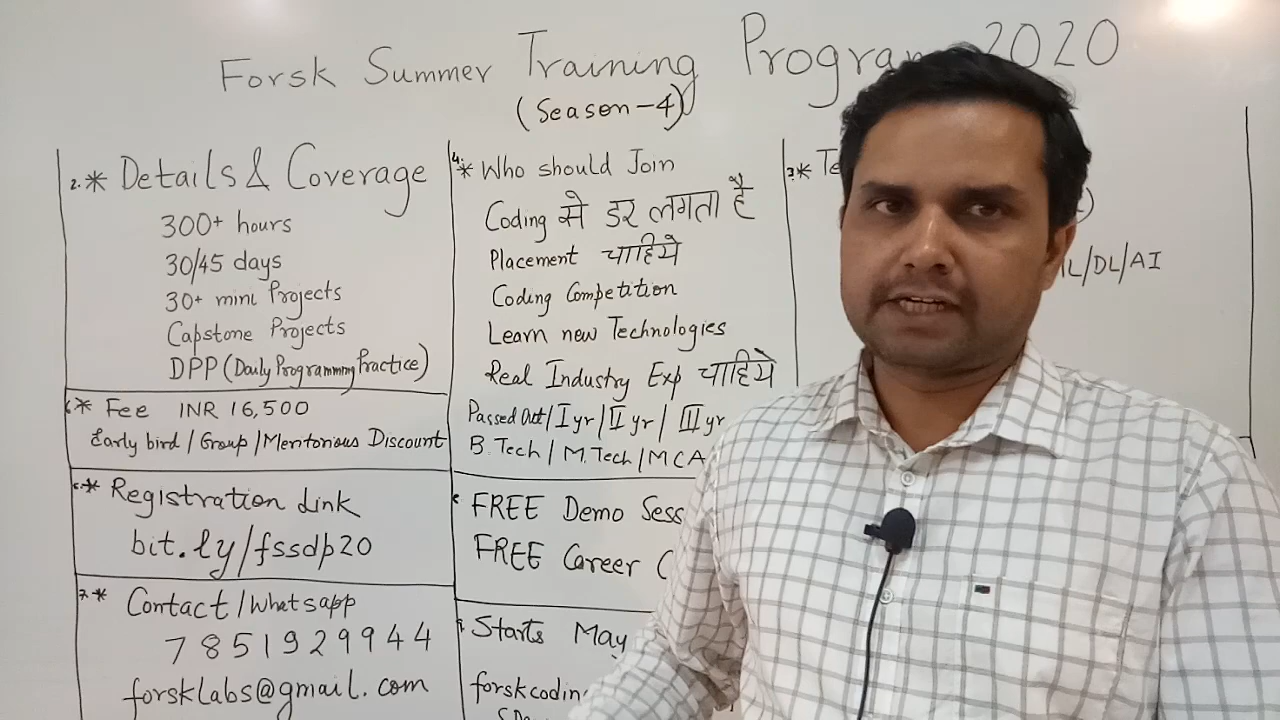 Forsk Summer Training Program 2020
(Season-4)
2.* Details & Coverage
300+ hours
30/45 days
30+ mini Projects
Capstone Projects
DPP (Daily Programming Practice)
* Fee INR 16,500
Early bird / Group / Meritorious Discount
* Registration Link
bit.ly/fssdp20
7.* Contact / Whatsapp
7851929944
forsklabs@gmail.com
4.* Who should Join
Coding से डर लगता है
Placement चाहिये
Coding Competition
Learn new Technologies
Real Industry Exp चाहिये
Passed Out / I yr / II yr / III yr
B.Tech / M.Tech / MCA
FREE Demo Sess
FREE Career C
Starts May
forskcodin
3.* Te
)
L/DL/AI